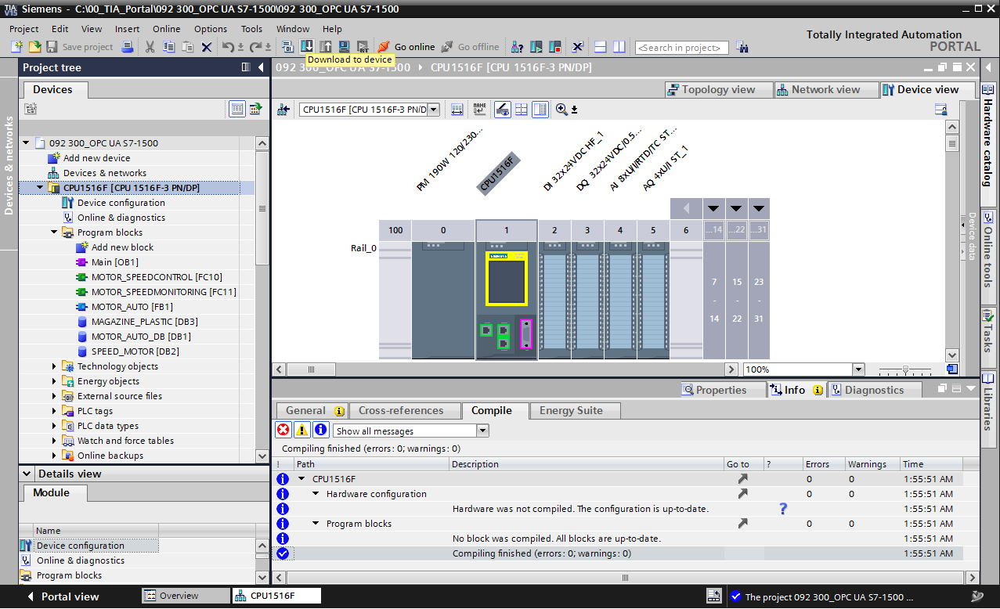 Siemens - C:\00_TIA_Portal\092 300_OPC UA S7-1500\092 300_OPC UA S7-1500
TIA V15
Project Edit View Insert Online Options Tools Window Help
Totally Integrated Automation
PORTAL
Save project
Go online
Go offline
<Search in project>
Download to device
Project tree
092 300_OPC UA S7-1500 CPU1516F [CPU 1516F-3 PN/DP]
Devices
Topology view
Network view
Device view
CPU1516F [CPU 1516F-3 PN/D
NAME
Devices & networks
092 300_OPC UA S7-1500
Add new device
Devices & networks
CPU1516F [CPU 1516F-3 PN/DP]
Device configuration
Online & diagnostics
Program blocks
Add new block
Main [OB1]
MOTOR_SPEEDCONTROL [FC10]
MOTOR_SPEEDMONITORING [FC11]
MOTOR_AUTO [FB1]
MAGAZINE_PLASTIC [DB3]
MOTOR_AUTO_DB [DB1]
SPEED_MOTOR [DB2]
Technology objects
Energy objects
External source files
PLC tags
PLC data types
Watch and force tables
Online backups
PM 190W 120/230...
CPU1516F
DI 32x24VDC HF_1
DQ 32x24VDC/0.5...
AI 8xU/I/RTD/TC ST...
AQ 4xU/I ST_1
100 0 1 2 3 4 5 6 ...14 ...22 ...31
Rail_0
SIEMENS
7 15 23
- - -
14 22 31
100%
Device data
Hardware catalog
Online tools
Tasks
Libraries
Details view
Module
Name
Device configuration
Online & diagnostics
Program blocks
Properties
Info
Diagnostics
General
Cross-references
Compile
Energy Suite
Show all messages
Compiling finished (errors: 0; warnings: 0)
! Path Description Go to ? Errors Warnings Time
CPU1516F 0 0 1:55:51 AM
Hardware configuration 0 0 1:55:51 AM
Hardware was not compiled. The configuration is up-to-date. ? 1:55:51 AM
Program blocks 0 0 1:55:51 AM
No block was compiled. All blocks are up-to-date. 1:55:51 AM
Compiling finished (errors: 0; warnings: 0) 1:55:51 AM
Portal view
Overview
CPU1516F
The project 092 300_OPC UA S7-1500 ...